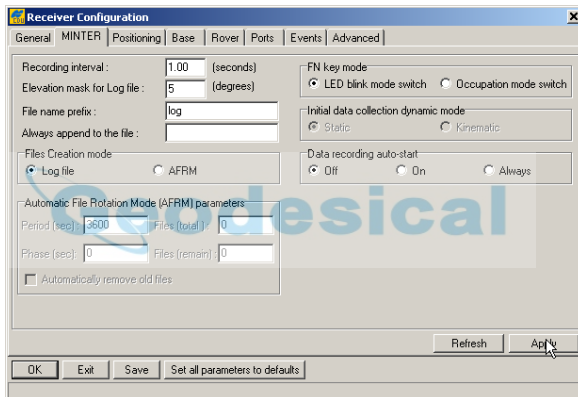 Receiver Configuration
General MINTER Positioning Base Rover Ports Events Advanced
Recording interval : 1.00 (seconds)
Elevation mask for Log file : 5 (degrees)
File name prefix : log
Always append to the file :
FN key mode
LED blink mode switch Occupation mode switch
Initial data collection dynamic mode
Static Kinematic
Files Creation mode
Log file AFRM
Data recording auto-start
Off On Always
Automatic File Rotation Mode (AFRM) parameters
Period (sec): 3600 Files (total ): 0
Phase (sec): 0 Files (remain) : 0
Automatically remove old files
Geodesical
Refresh Apply
OK Exit Save Set all parameters to defaults